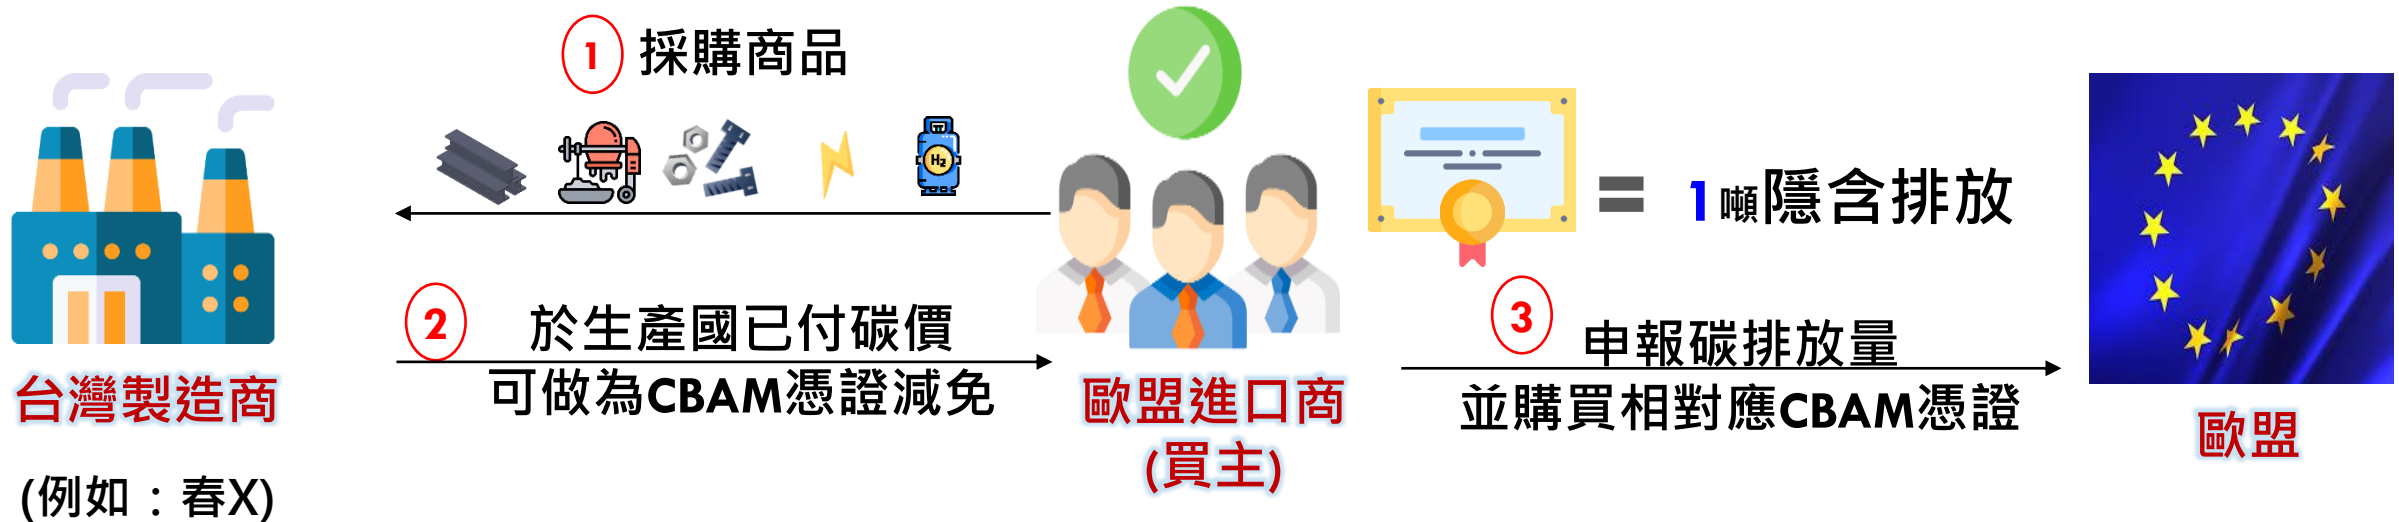 1 採購商品
H₂
= 1噸隱含排放
2 於生產國已付碳價
可做為CBAM憑證減免
3 申報碳排放量
並購買相對應CBAM憑證
台灣製造商
(例如：春X)
歐盟進口商
(買主)
歐盟